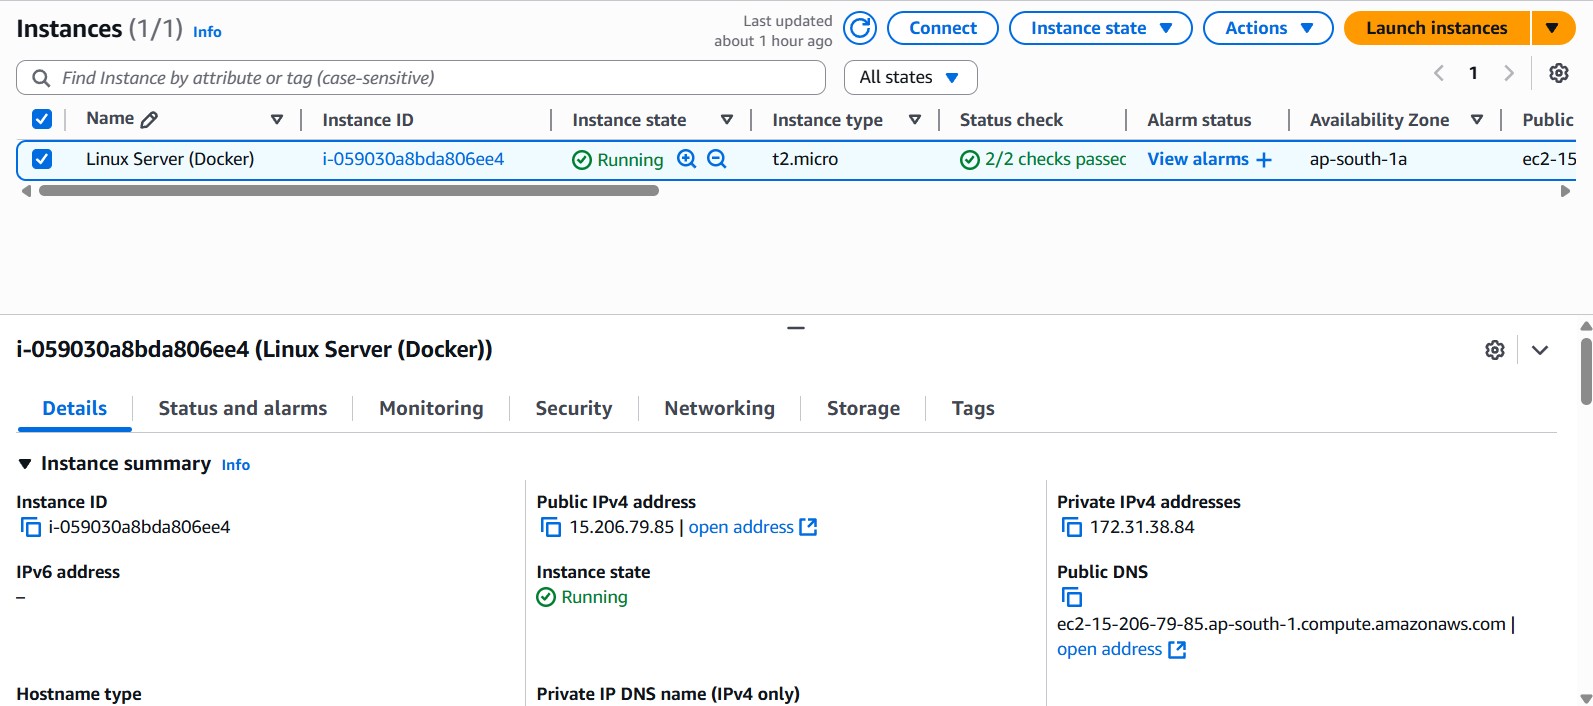 Instances (1/1) Info
Last updated
about 1 hour ago
Connect
Instance state
Actions
Launch instances
Find Instance by attribute or tag (case-sensitive)
All states
1
Name Instance ID Instance state Instance type Status check Alarm status Availability Zone Public
Linux Server (Docker) i-059030a8bda806ee4 Running t2.micro 2/2 checks passed View alarms + ap-south-1a ec2-15
i-059030a8bda806ee4 (Linux Server (Docker))
Details Status and alarms Monitoring Security Networking Storage Tags
Instance summary Info
Instance ID
i-059030a8bda806ee4
Public IPv4 address
15.206.79.85 | open address
Private IPv4 addresses
172.31.38.84
IPv6 address
–
Instance state
Running
Public DNS
ec2-15-206-79-85.ap-south-1.compute.amazonaws.com |
open address
Hostname type
Private IP DNS name (IPv4 only)